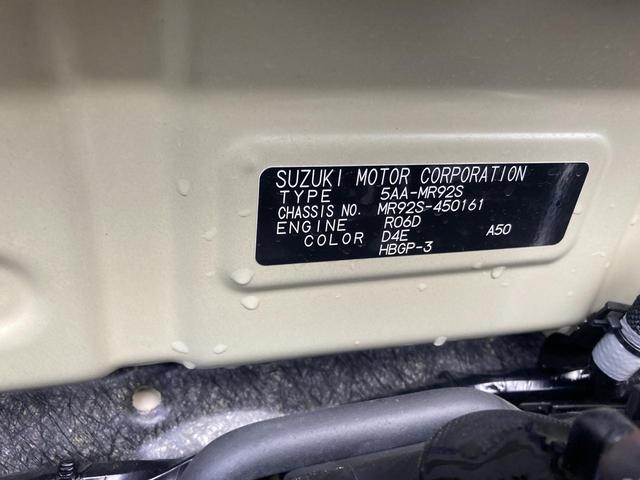 SUZUKI MOTOR CORPORATION
TYPE 5AA-MR92S
CHASSIS NO. MR92S-450161
ENGINE R06D
COLOR D4E A50
HBGP-3